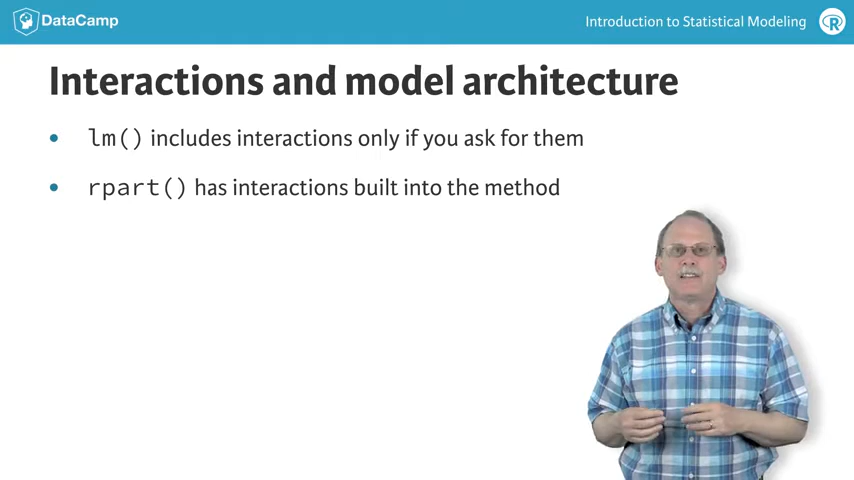 DataCamp
Introduction to Statistical Modeling
R
Interactions and model architecture
• lm() includes interactions only if you ask for them
• rpart() has interactions built into the method